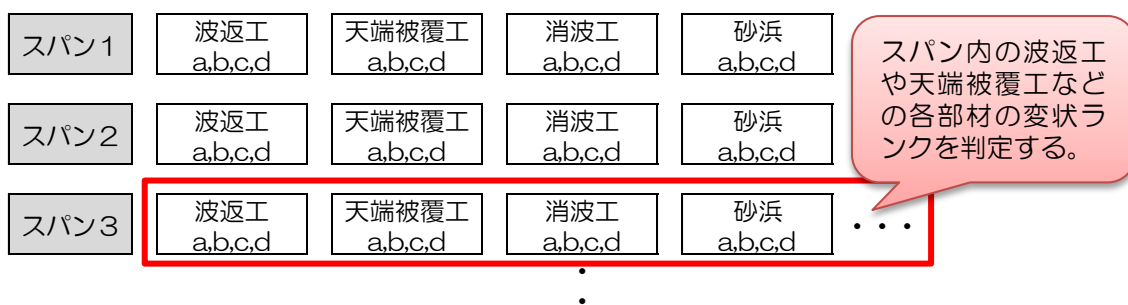 スパン1
波返工
a,b,c,d
天端被覆工
a,b,c,d
消波工
a,b,c,d
砂浜
a,b,c,d
スパン内の波返工
や天端被覆工など
の各部材の変状ラ
ンクを判定する。
スパン2
波返工
a,b,c,d
天端被覆工
a,b,c,d
消波工
a,b,c,d
砂浜
a,b,c,d
スパン3
波返工
a,b,c,d
天端被覆工
a,b,c,d
消波工
a,b,c,d
砂浜
a,b,c,d
・・・
・
・